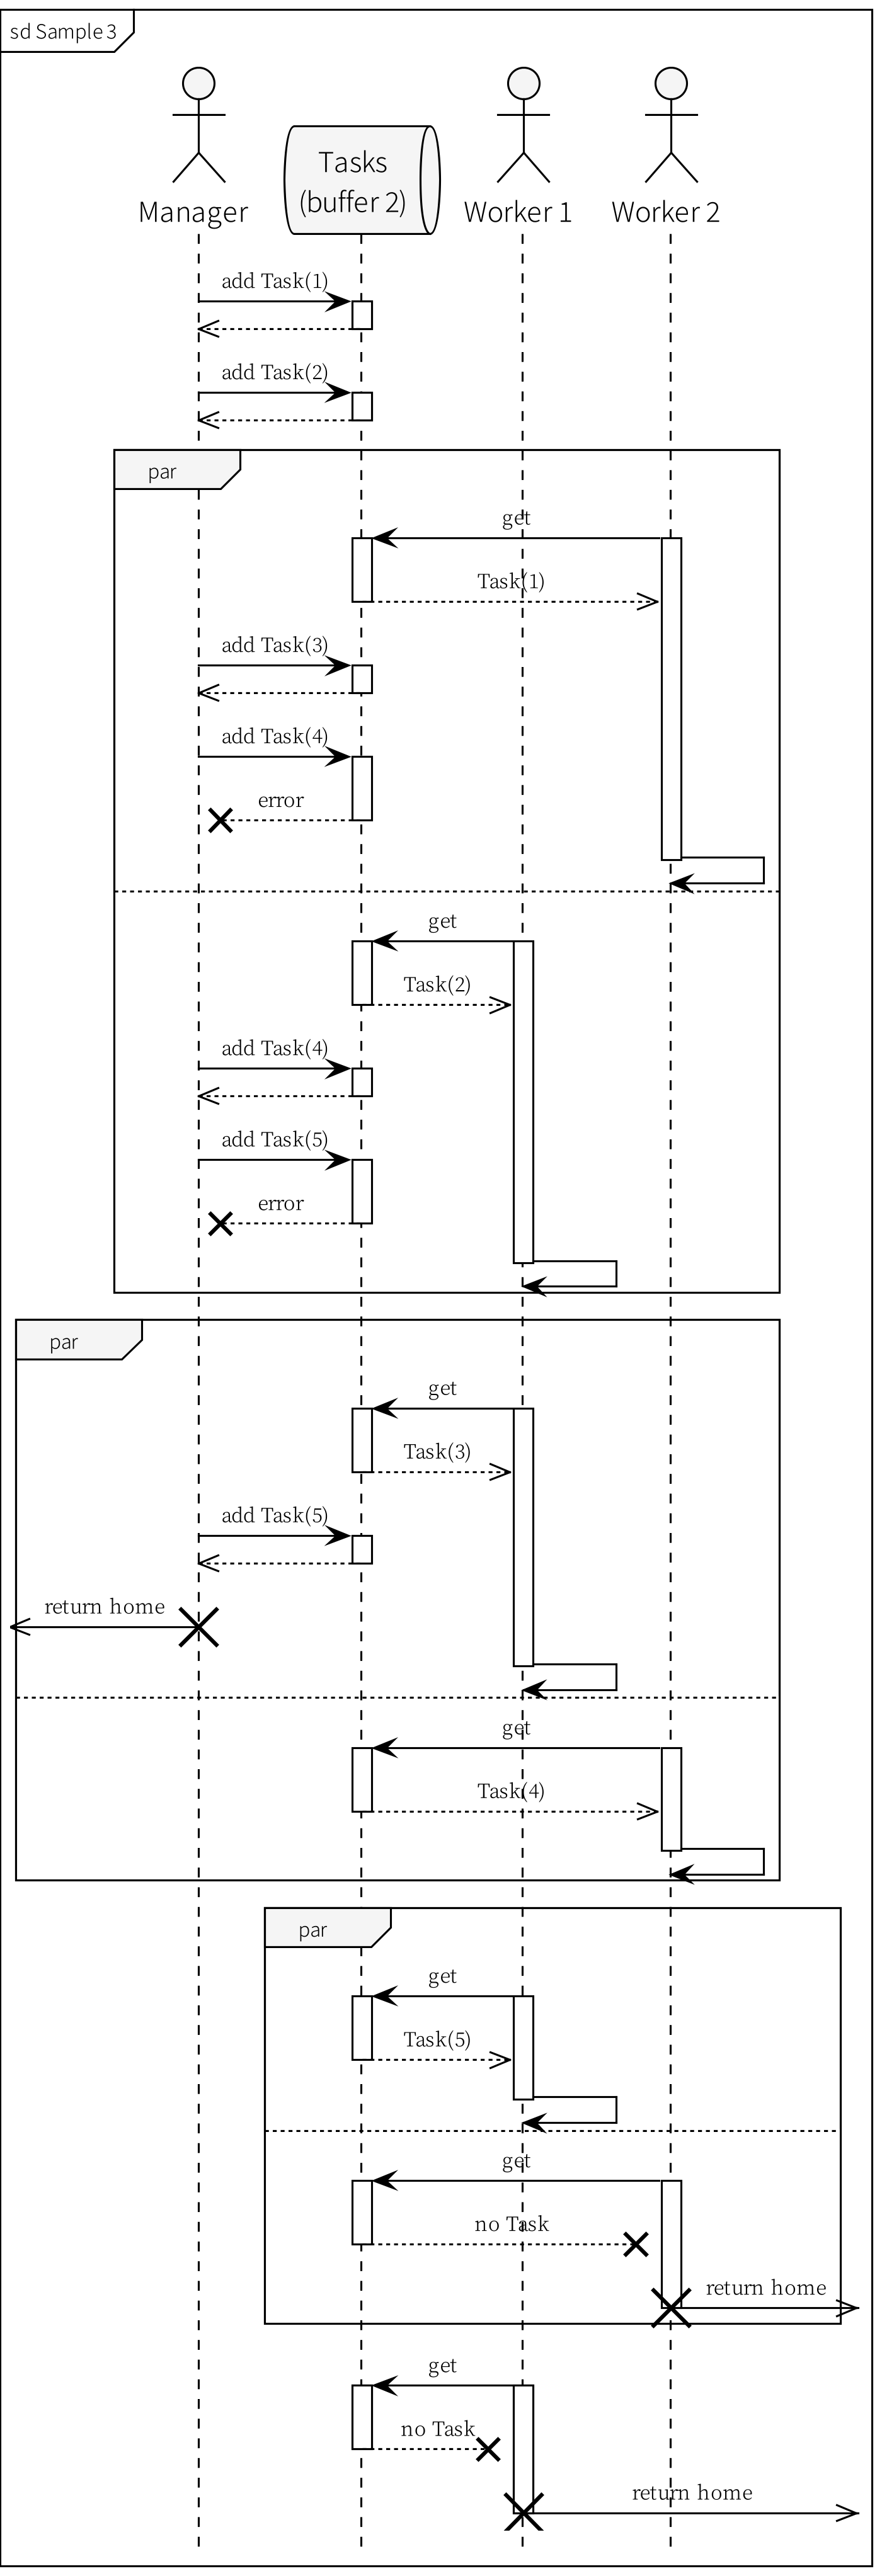 sd Sample 3
Tasks
(buffer 2)
Manager
Worker 1
Worker 2
add Task(1)
add Task(2)
par
get
Task(1)
add Task(3)
add Task(4)
error
get
Task(2)
add Task(4)
add Task(5)
error
par
get
Task(3)
add Task(5)
return home
get
Task(4)
par
get
Task(5)
get
no Task
return home
get
no Task
return home